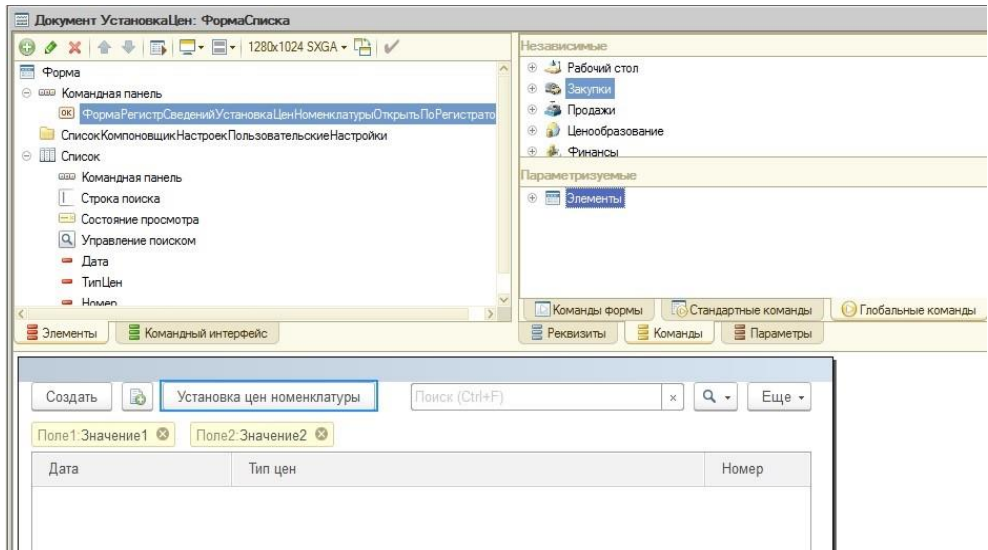 Документ УстановкаЦен: ФормаСписка
1280x1024 SXGA
Форма
Командная панель
OK ФормаРегистрСведенийУстановкаЦенНоменклатурыОткрытьПоРегистрато
СписокКомпоновщикНастроекПользовательскиеНастройки
Список
Командная панель
Строка поиска
Состояние просмотра
Управление поиском
Дата
ТипЦен
Номер
Элементы
Командный интерфейс
Независимые
Рабочий стол
Закупки
Продажи
Ценообразование
Финансы
Параметризуемые
Элементы
Команды формы
Стандартные команды
Глобальные команды
Реквизиты
Команды
Параметры
Создать
Установка цен номенклатуры
Поиск (Ctrl+F)
×
Еще
Поле1:Значение1
Поле2:Значение2
Дата
Тип цен
Номер